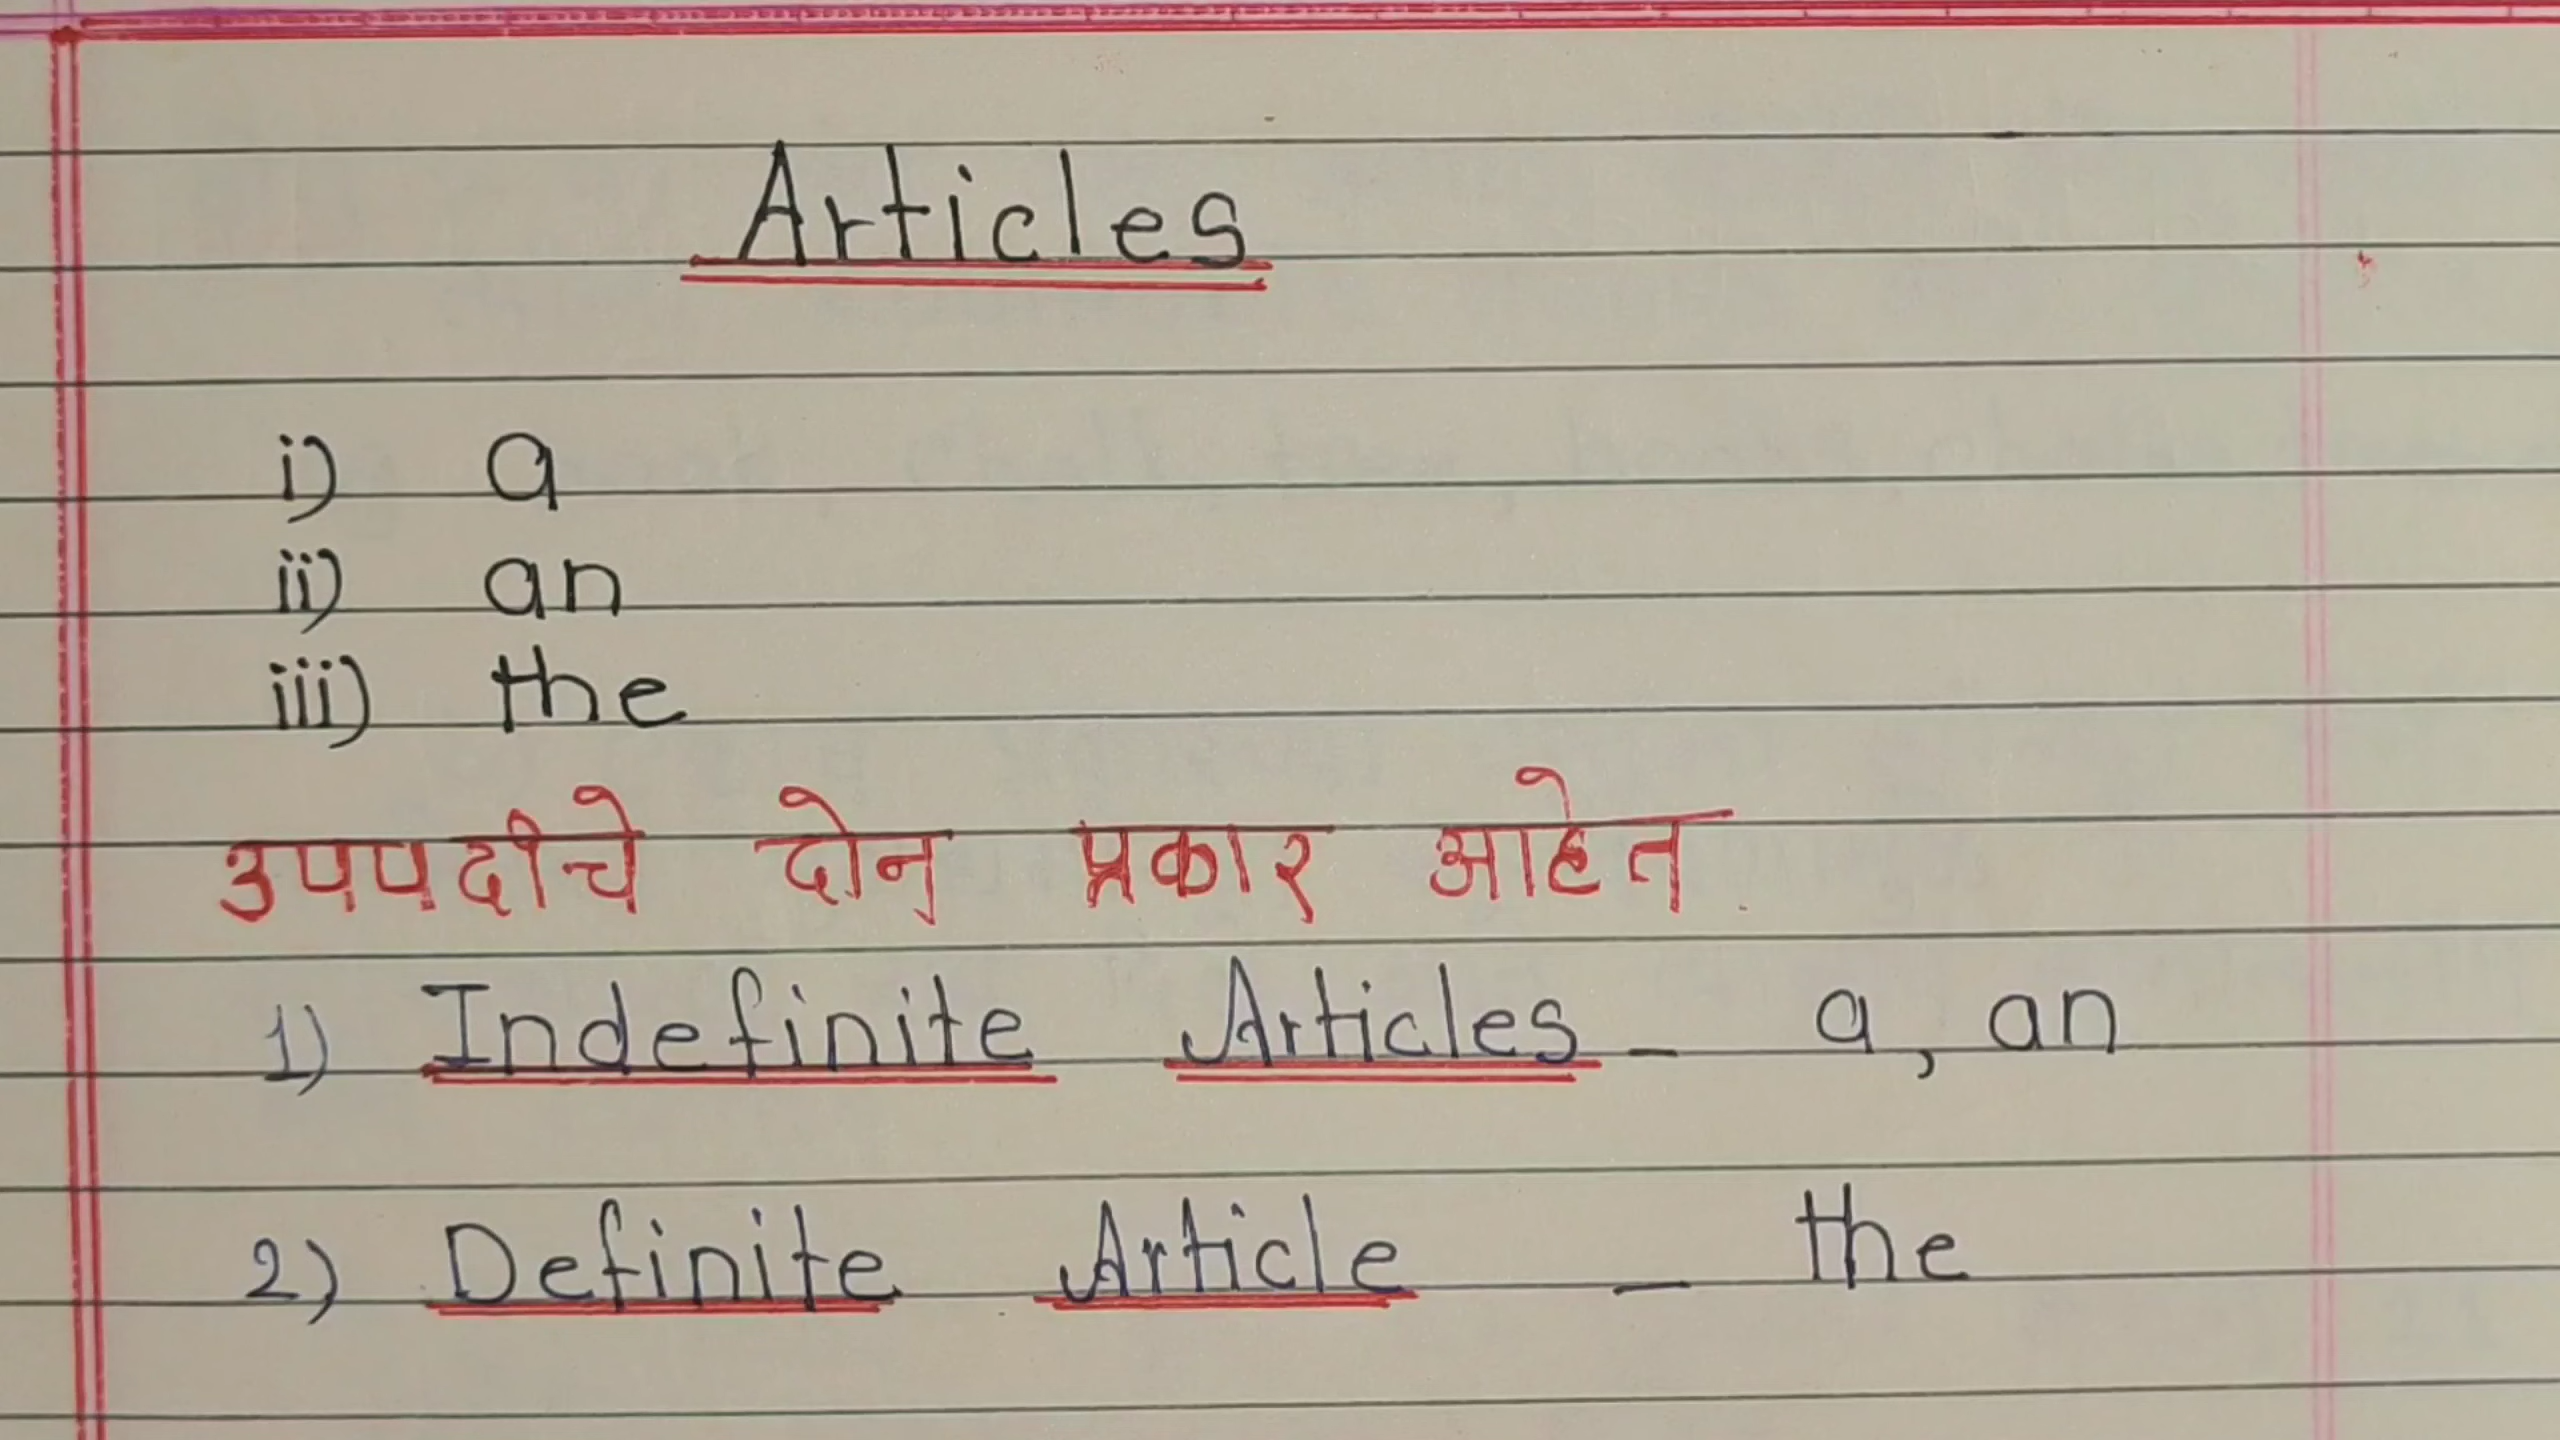 Articles
i) a
ii) an
iii) the
उपपदीचे दोन प्रकार आहेत.
1) Indefinite Articles - a, an
2) Definite Article - the